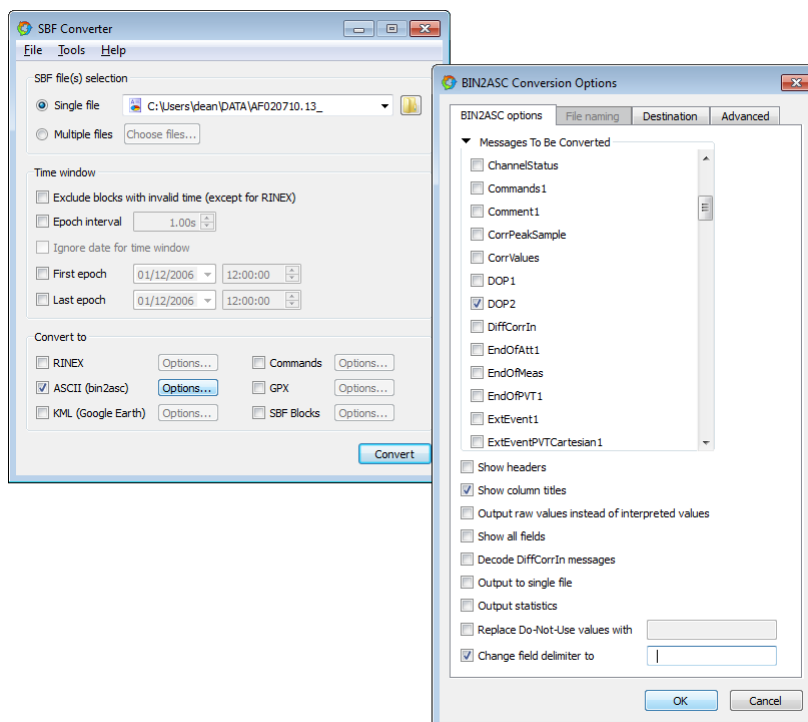 SBF Converter
File Tools Help
SBF file(s) selection
Single file C:\Users\dean\DATA\AF020710.13_
Multiple files Choose files...
Time window
Exclude blocks with invalid time (except for RINEX)
Epoch interval 1.00s
Ignore date for time window
First epoch 01/12/2006 12:00:00
Last epoch 01/12/2006 12:00:00
Convert to
RINEX Options... Commands Options...
ASCII (bin2asc) Options... GPX Options...
KML (Google Earth) Options... SBF Blocks Options...
Convert
BIN2ASC Conversion Options
BIN2ASC options File naming Destination Advanced
Messages To Be Converted
ChannelStatus
Commands1
Comment1
CorrPeakSample
CorrValues
DOP1
DOP2
DiffCorrIn
EndOfAtt1
EndOfMeas
EndOfPVT1
ExtEvent1
ExtEventPVTCartesian1
Show headers
Show column titles
Output raw values instead of interpreted values
Show all fields
Decode DiffCorrIn messages
Output to single file
Output statistics
Replace Do-Not-Use values with
Change field delimiter to
OK Cancel